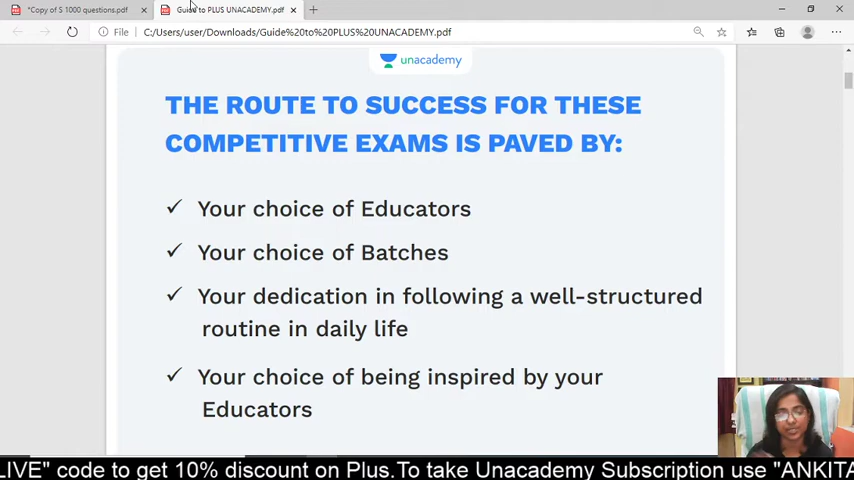 *Copy of S 1000 questions.pdf
Guide to PLUS UNACADEMY.pdf
File
C:/Users/user/Downloads/Guide%20to%20PLUS%20UNACADEMY.pdf
unacademy
THE ROUTE TO SUCCESS FOR THESE
COMPETITIVE EXAMS IS PAVED BY:
✓ Your choice of Educators
✓ Your choice of Batches
✓ Your dedication in following a well-structured
routine in daily life
✓ Your choice of being inspired by your
Educators
LIVE" code to get 10% discount on Plus.To take Unacademy Subscription use "ANKITA